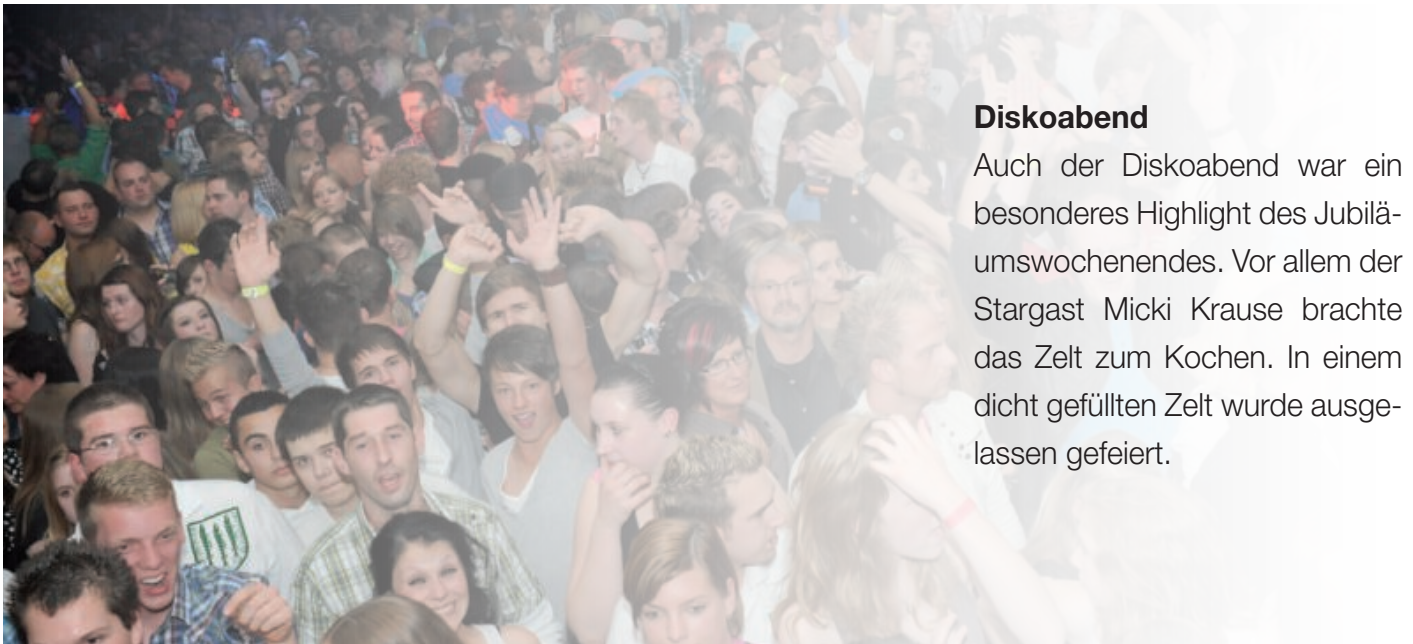 Diskoabend
Auch der Diskoabend war ein
besonderes Highlight des Jubilä-
umswochenendes. Vor allem der
Stargast Micki Krause brachte
das Zelt zum Kochen. In einem
dicht gefüllten Zelt wurde ausge-
lassen gefeiert.